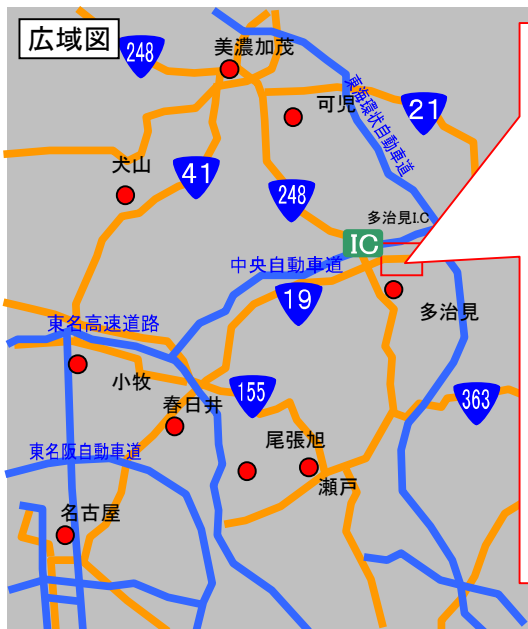 広域図
248
美濃加茂
可児
東海環状自動車道
21
犬山
41
248
多治見I.C
IC
中央自動車道
19
多治見
東名高速道路
小牧
155
363
春日井
尾張旭
東名阪自動車道
瀬戸
名古屋